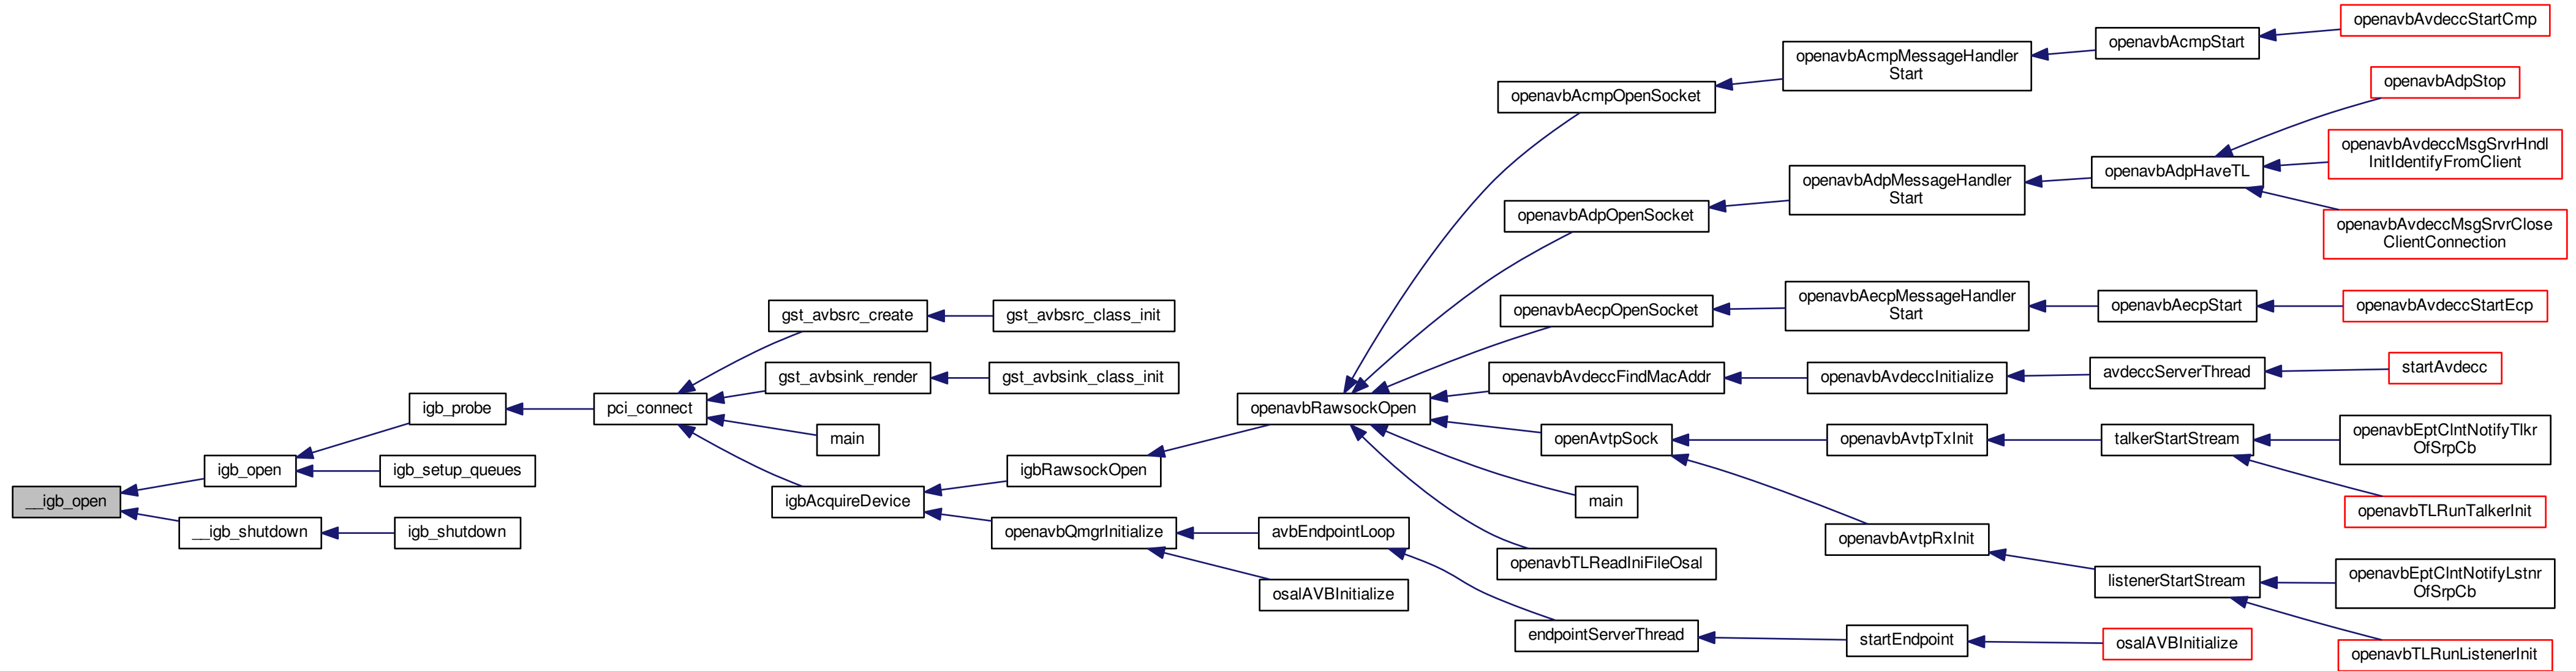 openavbAvdeccStartCmp
openavbAcmpStart
openavbAcmpMessageHandler
Start
openavbAdpStop
openavbAcmpOpenSocket
openavbAvdeccMsgSrvrHndl
InitIdentifyFromClient
openavbAdpHaveTL
openavbAdpMessageHandler
Start
openavbAdpOpenSocket
openavbAvdeccMsgSrvrClose
ClientConnection
gst_avbsrc_create
gst_avbsrc_class_init
openavbAecpOpenSocket
openavbAecpMessageHandler
Start
openavbAecpStart
openavbAvdeccStartEcp
gst_avbsink_render
gst_avbsink_class_init
openavbAvdeccFindMacAddr
openavbAvdeccInitialize
avdeccServerThread
startAvdecc
igb_probe
pci_connect
openavbRawsockOpen
main
openAvtpSock
openavbAvtpTxInit
talkerStartStream
openavbEptClntNotifyTlkr
OfSrpCb
igb_open
igb_setup_queues
igbRawsockOpen
__igb_open
igbAcquireDevice
main
openavbTLRunTalkerInit
__igb_shutdown
igb_shutdown
openavbQmgrInitialize
avbEndpointLoop
openavbAvtpRxInit
openavbTLReadIniFileOsal
osalAVBInitialize
listenerStartStream
openavbEptClntNotifyLstnr
OfSrpCb
endpointServerThread
startEndpoint
osalAVBInitialize
openavbTLRunListenerInit